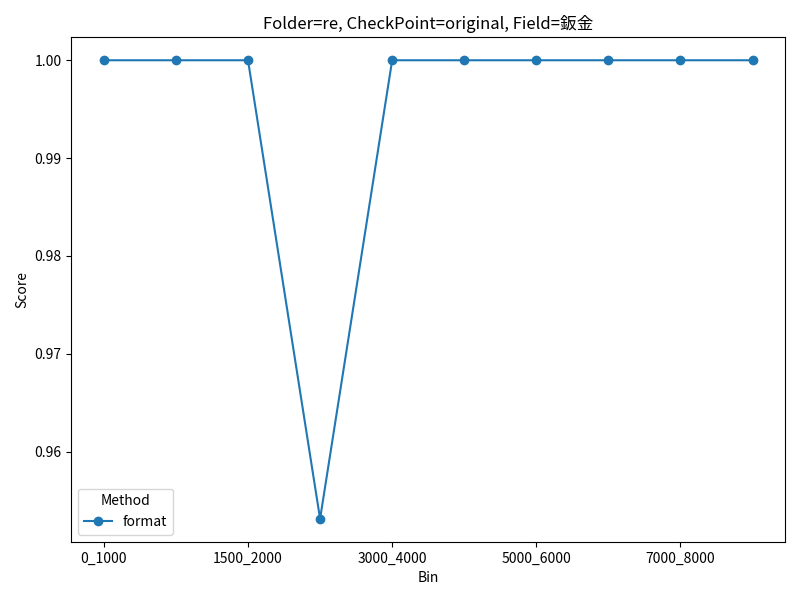 Folder=re, CheckPoint=original, Field=鈑金
1.00
0.99
0.98
0.97
0.96
Score
Method
format
0_1000
1500_2000
3000_4000
5000_6000
7000_8000
Bin